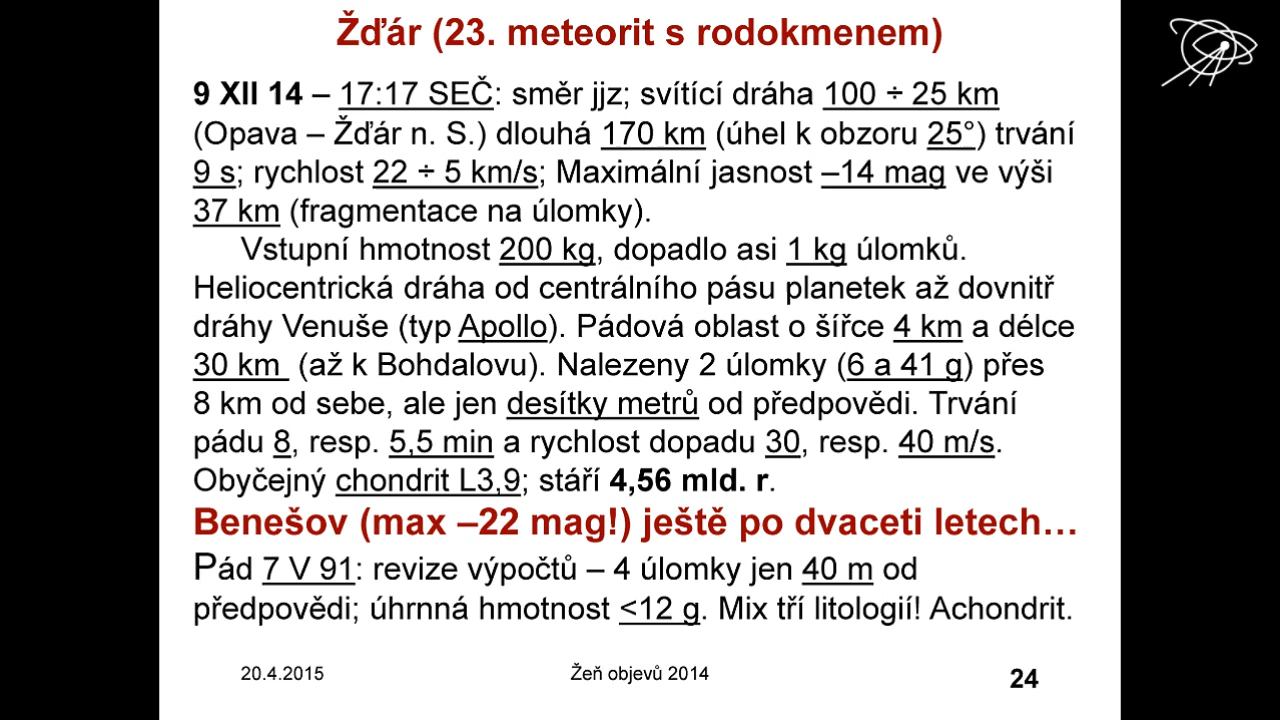 Žďár (23. meteorit s rodokmenem)
9 XII 14 – 17:17 SEČ: směr jjz; svítící dráha 100 ÷ 25 km
(Opava – Žďár n. S.) dlouhá 170 km (úhel k obzoru 25°) trvání
9 s; rychlost 22 ÷ 5 km/s; Maximální jasnost –14 mag ve výši
37 km (fragmentace na úlomky).
Vstupní hmotnost 200 kg, dopadlo asi 1 kg úlomků.
Heliocentrická dráha od centrálního pásu planetek až dovnitř
dráhy Venuše (typ Apollo). Pádová oblast o šířce 4 km a délce
30 km (až k Bohdalovu). Nalezeny 2 úlomky (6 a 41 g) přes
8 km od sebe, ale jen desítky metrů od předpovědi. Trvání
pádu 8, resp. 5,5 min a rychlost dopadu 30, resp. 40 m/s.
Obyčejný chondrit L3,9; stáří 4,56 mld. r.
Benešov (max –22 mag!) ještě po dvaceti letech…
Pád 7 V 91: revize výpočtů – 4 úlomky jen 40 m od
předpovědi; úhrnná hmotnost <12 g. Mix tří litologií! Achondrit.
20.4.2015 Žeň objevů 2014 24